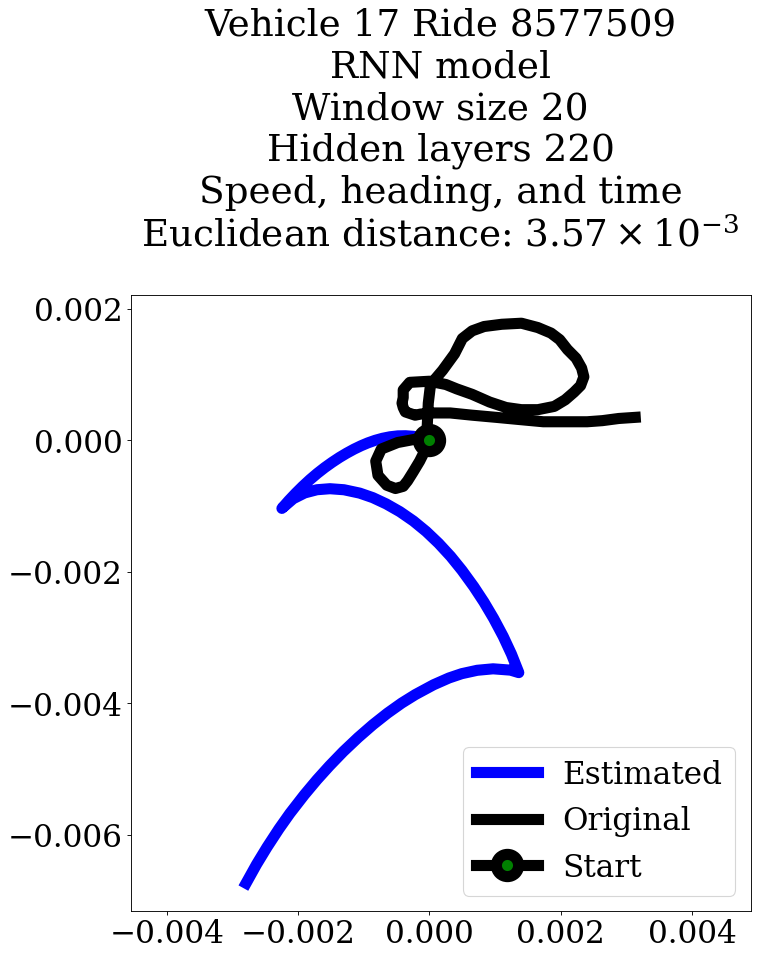 Vehicle 17 Ride 8577509
RNN model
Window size 20
Hidden layers 220
Speed, heading, and time
Euclidean distance: 3.57 × 10⁻³
0.002
0.000
−0.002
−0.004
−0.006
Estimated
Original
Start
−0.004 −0.002 0.000 0.002 0.004